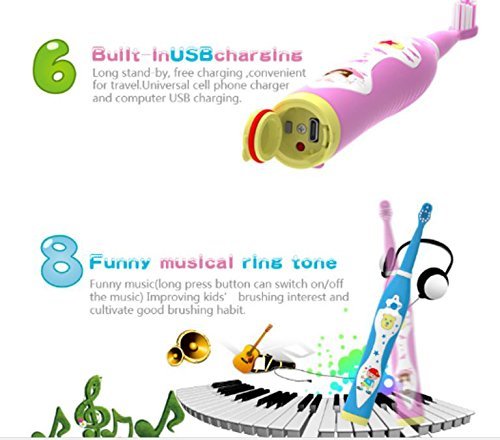 6
Built-InUSBcharging
Long stand-by, free charging ,convenient
for travel.Universal cell phone charger
and computer USB charging.
8
Funny musical ring tone
Funny music(long press button can switch on/off
the music) Improving kids' brushing interest and
cultivate good brushing habit.